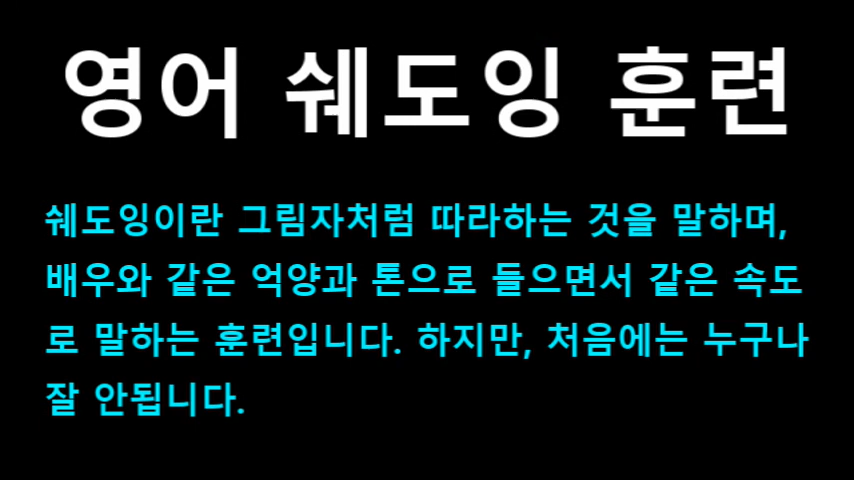 영어 쉐도잉 훈련
쉐도잉이란 그림자처럼 따라하는 것을 말하며,
배우와 같은 억양과 톤으로 들으면서 같은 속도
로 말하는 훈련입니다. 하지만, 처음에는 누구나
잘 안됩니다.